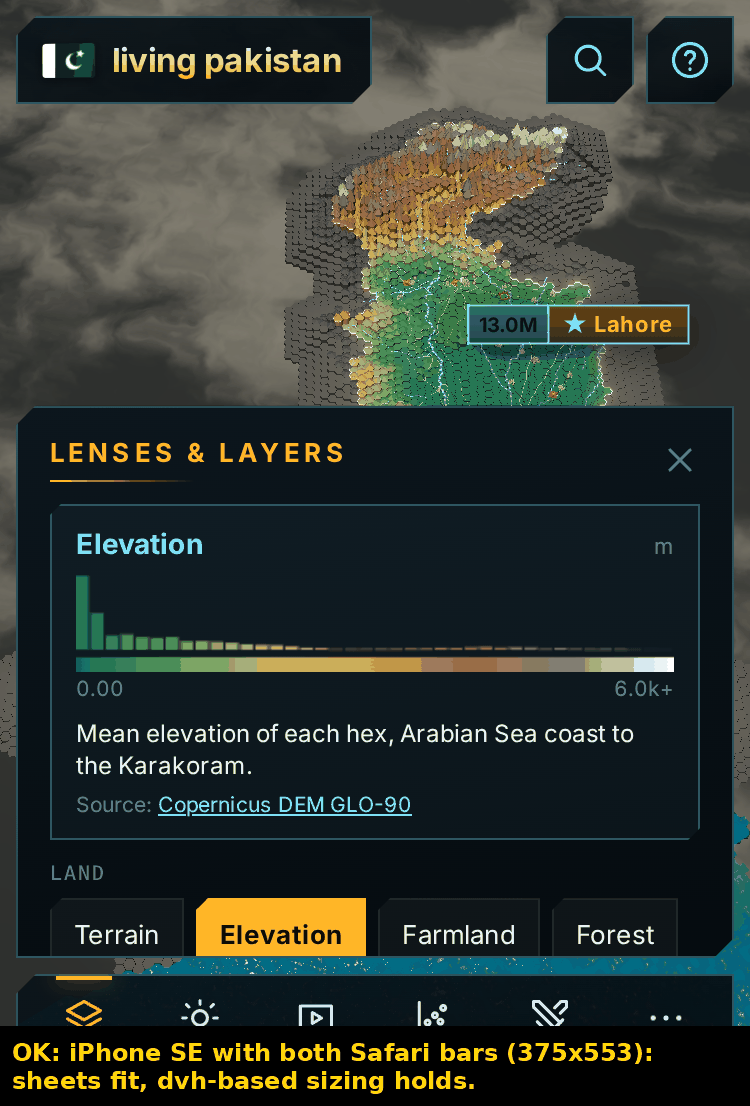 living pakistan
13.0M ★ Lahore
LENSES & LAYERS
Elevation m
0.00 6.0k+
Mean elevation of each hex, Arabian Sea coast to
the Karakoram.
Source: Copernicus DEM GLO-90
LAND
Terrain Elevation Farmland Forest
OK: iPhone SE with both Safari bars (375x553):
sheets fit, dvh-based sizing holds.